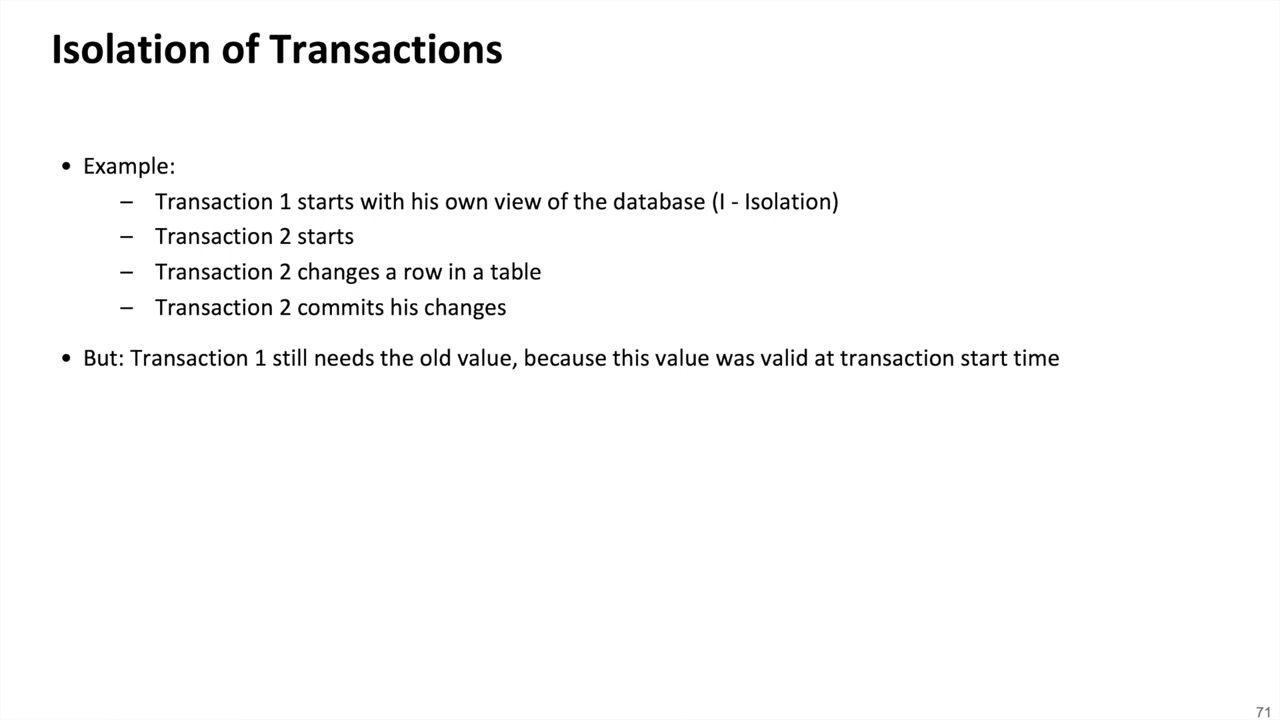 Isolation of Transactions
• Example:
– Transaction 1 starts with his own view of the database (I - Isolation)
– Transaction 2 starts
– Transaction 2 changes a row in a table
– Transaction 2 commits his changes
• But: Transaction 1 still needs the old value, because this value was valid at transaction start time
71